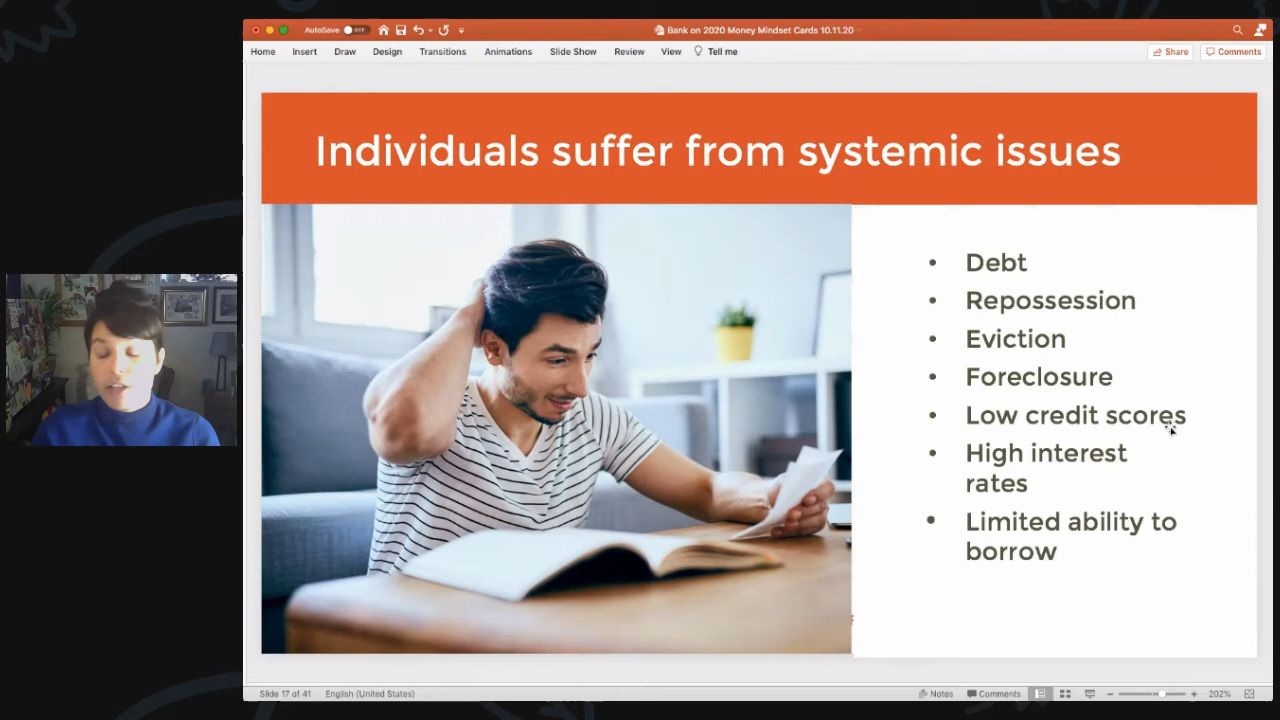 AutoSave OFF
Bank on 2020 Money Mindset Cards 10.11.20
Home Insert Draw Design Transitions Animations Slide Show Review View Tell me
Share Comments
Individuals suffer from systemic issues
• Debt
• Repossession
• Eviction
• Foreclosure
• Low credit scores
• High interest
rates
• Limited ability to
borrow
Slide 17 of 41 English (United States)
Notes Comments 202%